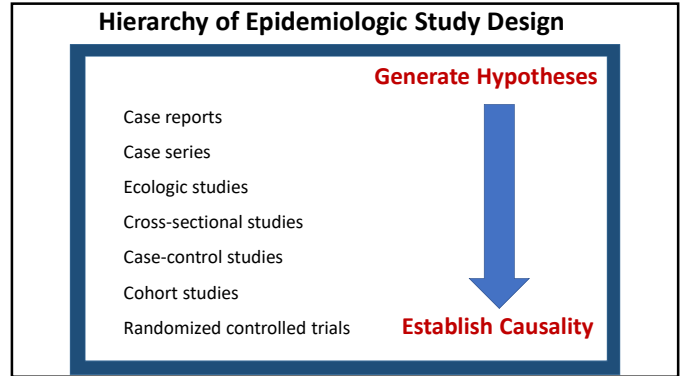 Hierarchy of Epidemiologic Study Design
Generate Hypotheses
Case reports
Case series
Ecologic studies
Cross-sectional studies
Case-control studies
Cohort studies
Randomized controlled trials
Establish Causality